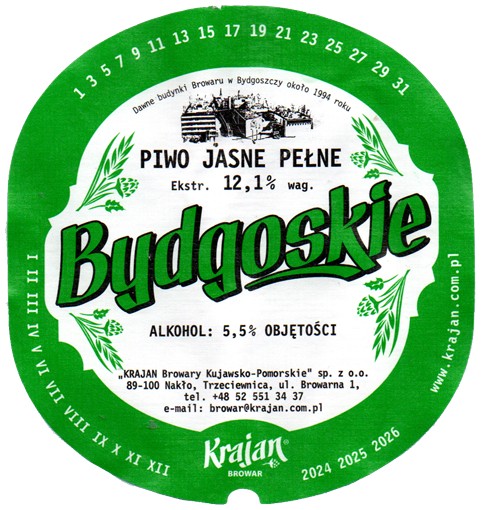 1 3 5 7 9 11 13 15 17 19 21 23 25 27 29 31
Dawne budynki Browaru w Bydgoszczy około 1994 roku
PIWO JASNE PEŁNE
Ekstr. 12,1% wag.
Bydgoskie
ALKOHOL: 5,5% OBJĘTOŚCI
„KRAJAN Browary Kujawsko-Pomorskie" sp. z o.o.
89-100 Nakło, Trzeciewnica, ul. Browarna 1,
tel. +48 52 551 34 37
e-mail: browar@krajan.com.pl
I II III IV V VI VII VIII IX X XI XII
Krajan®
BROWAR
2024 2025 2026
www.krajan.com.pl